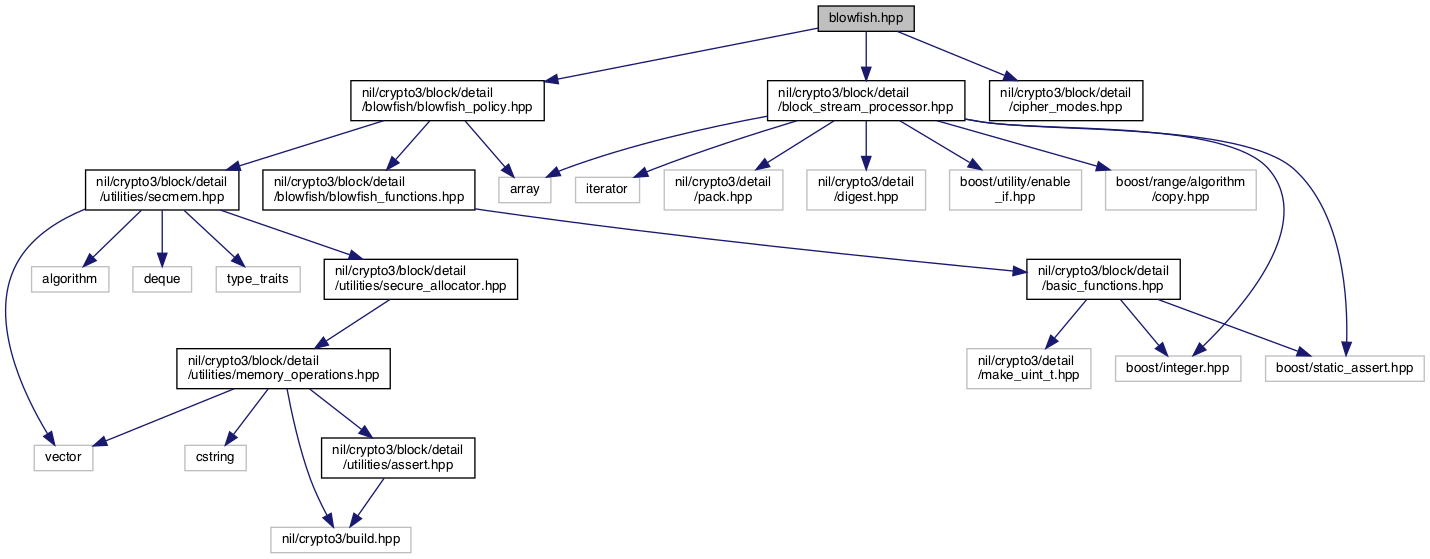 blowfish.hpp
nil/crypto3/block/detail
/blowfish/blowfish_policy.hpp
nil/crypto3/block/detail
/block_stream_processor.hpp
nil/crypto3/block/detail
/cipher_modes.hpp
nil/crypto3/block/detail
/utilities/secmem.hpp
nil/crypto3/block/detail
/blowfish/blowfish_functions.hpp
array
iterator
nil/crypto3/detail
/pack.hpp
nil/crypto3/detail
/digest.hpp
boost/utility/enable
_if.hpp
boost/range/algorithm
/copy.hpp
algorithm
deque
type_traits
nil/crypto3/block/detail
/utilities/secure_allocator.hpp
nil/crypto3/block/detail
/basic_functions.hpp
nil/crypto3/block/detail
/utilities/memory_operations.hpp
nil/crypto3/detail
/make_uint_t.hpp
boost/integer.hpp
boost/static_assert.hpp
vector
cstring
nil/crypto3/block/detail
/utilities/assert.hpp
nil/crypto3/build.hpp